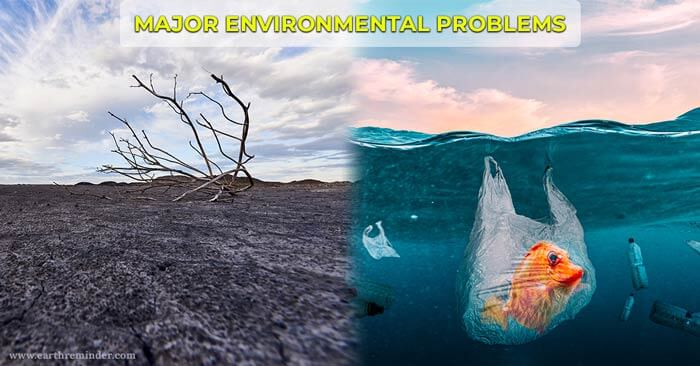 MAJOR ENVIRONMENTAL PROBLEMS
www.earthreminder.com